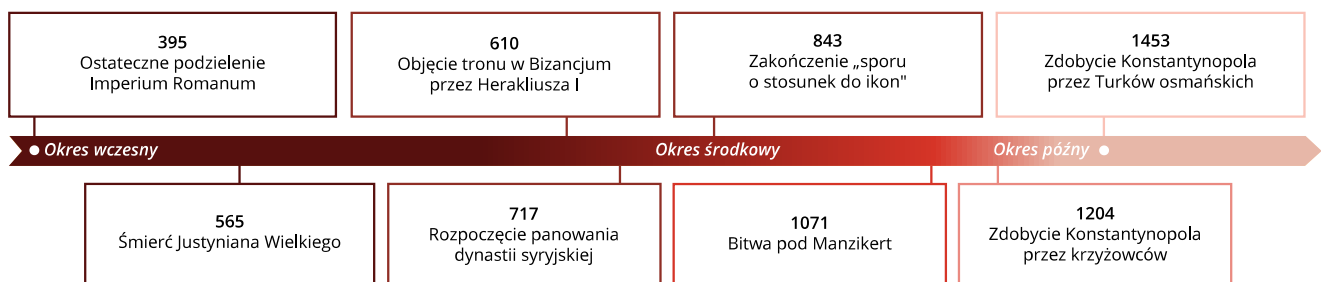 395
Ostateczne podzielenie
Imperium Romanum
610
Objęcie tronu w Bizancjum
przez Herakliusza I
843
Zakończenie „sporu
o stosunek do ikon"
1453
Zdobycie Konstantynopola
przez Turków osmańskich
Okres wczesny
Okres środkowy
Okres późny
565
Śmierć Justyniana Wielkiego
717
Rozpoczęcie panowania
dynastii syryjskiej
1071
Bitwa pod Manzikert
1204
Zdobycie Konstantynopola
przez krzyżowców